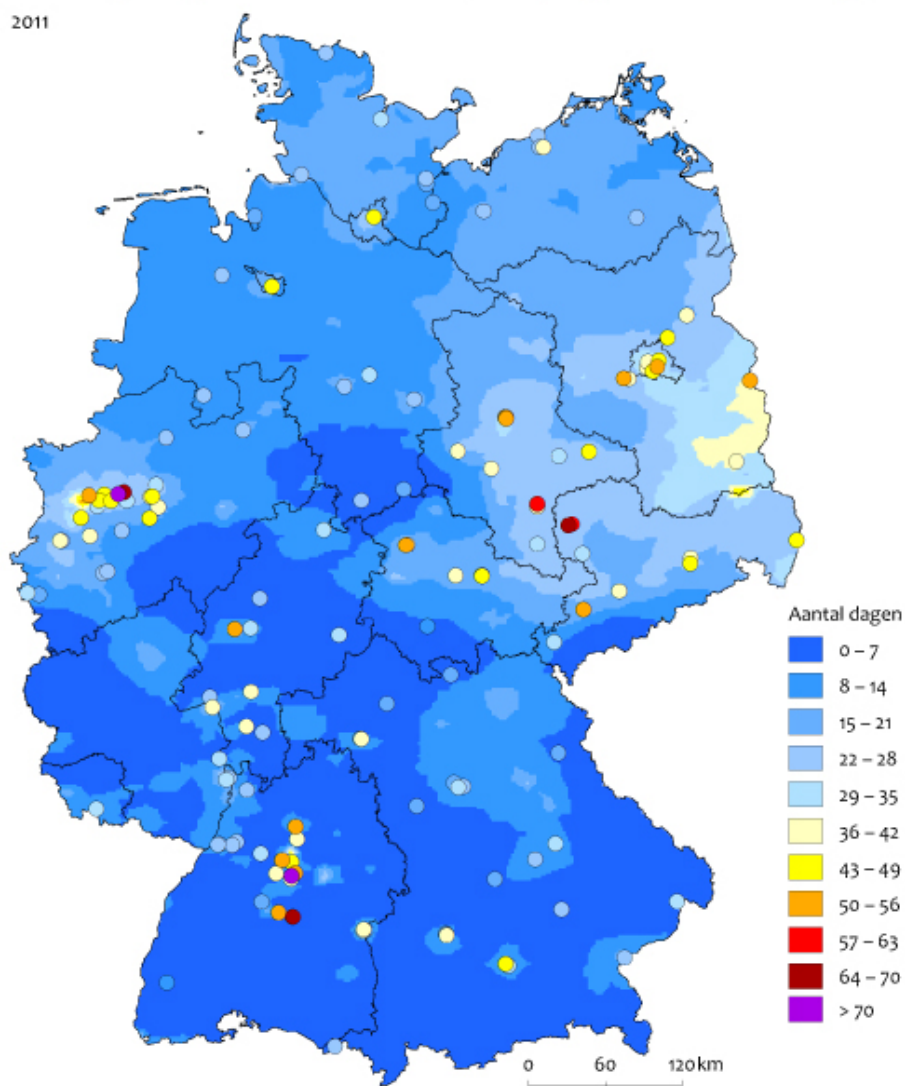 2011
Aantal dagen
0 – 7
8 – 14
15 – 21
22 – 28
29 – 35
36 – 42
43 – 49
50 – 56
57 – 63
64 – 70
> 70
0 60 120 km